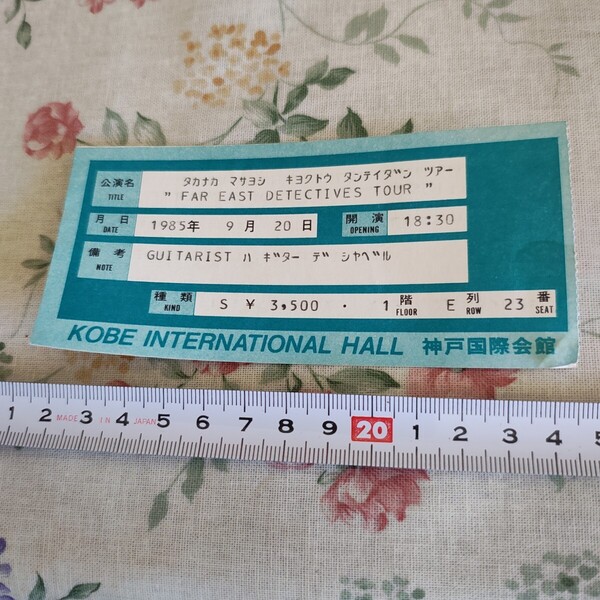 公演名 TITLE タカナカ マサヨシ キヨクトウ タンテイダン ツアー
" FAR EAST DETECTIVES TOUR "
月日 DATE 1985年 9月 20日 開演 OPENING 18:30
備考 NOTE GUITARIST ハ ギター デ シヤベル
種類 KIND S ¥ 3,500 · 1 階 FLOOR E 列 ROW 23 番 SEAT
KOBE INTERNATIONAL HALL 神戸国際会館
1 2 MADE 3 IN 4 JAPAN 5 6 7 8 9 20 1 2 3 4 5